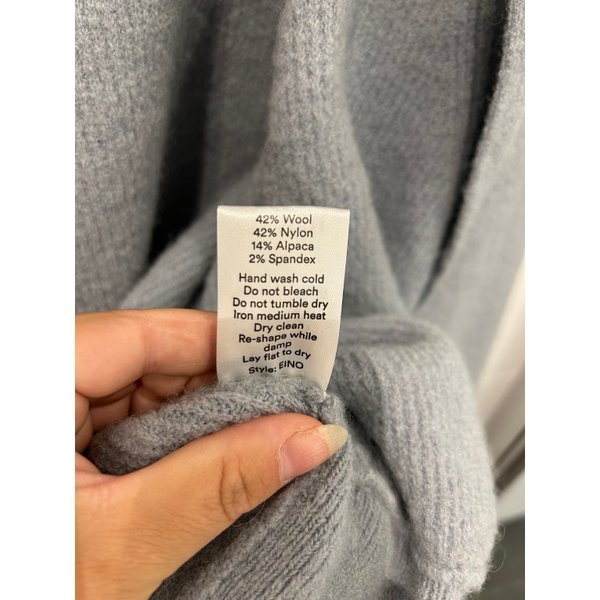 42% Wool
42% Nylon
14% Alpaca
2% Spandex
Hand wash cold
Do not bleach
Do not tumble dry
Iron medium heat
Dry clean
Re-shape while
damp
Lay flat to dry
Style: EINO